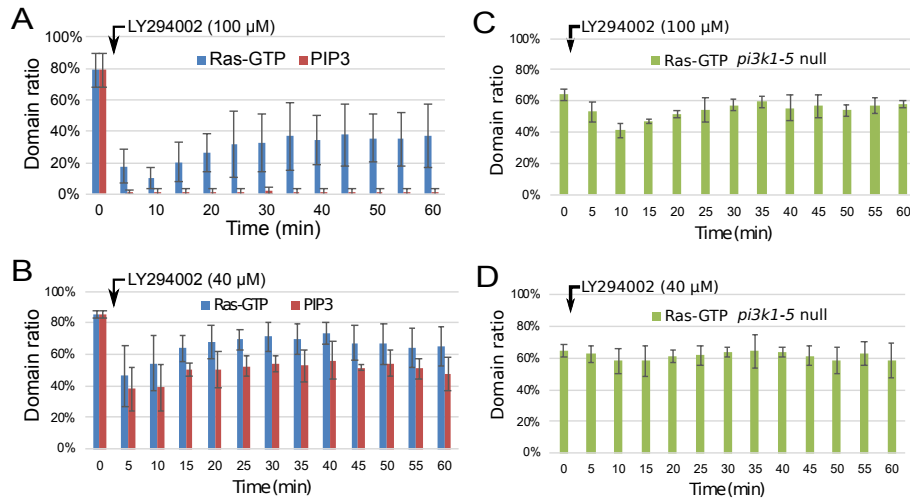 A
LY294002 (100 µM)
Ras-GTP PIP3
Domain ratio
100%
80%
60%
40%
20%
0%
0 10 20 30 40 50 60
Time (min)
B
LY294002 (40 µM)
Ras-GTP PIP3
Domain ratio
100%
80%
60%
40%
20%
0%
0 5 10 15 20 25 30 35 40 45 50 55 60
Time(min)
C
LY294002 (100 µM)
Ras-GTP pi3k1-5 null
Domain ratio
100%
80%
60%
40%
20%
0%
0 5 10 15 20 25 30 35 40 45 50 55 60
Time(min)
D
LY294002 (40 µM)
Ras-GTP pi3k1-5 null
Domain ratio
100%
80%
60%
40%
20%
0%
0 5 10 15 20 25 30 35 40 45 50 55 60
Time(min)